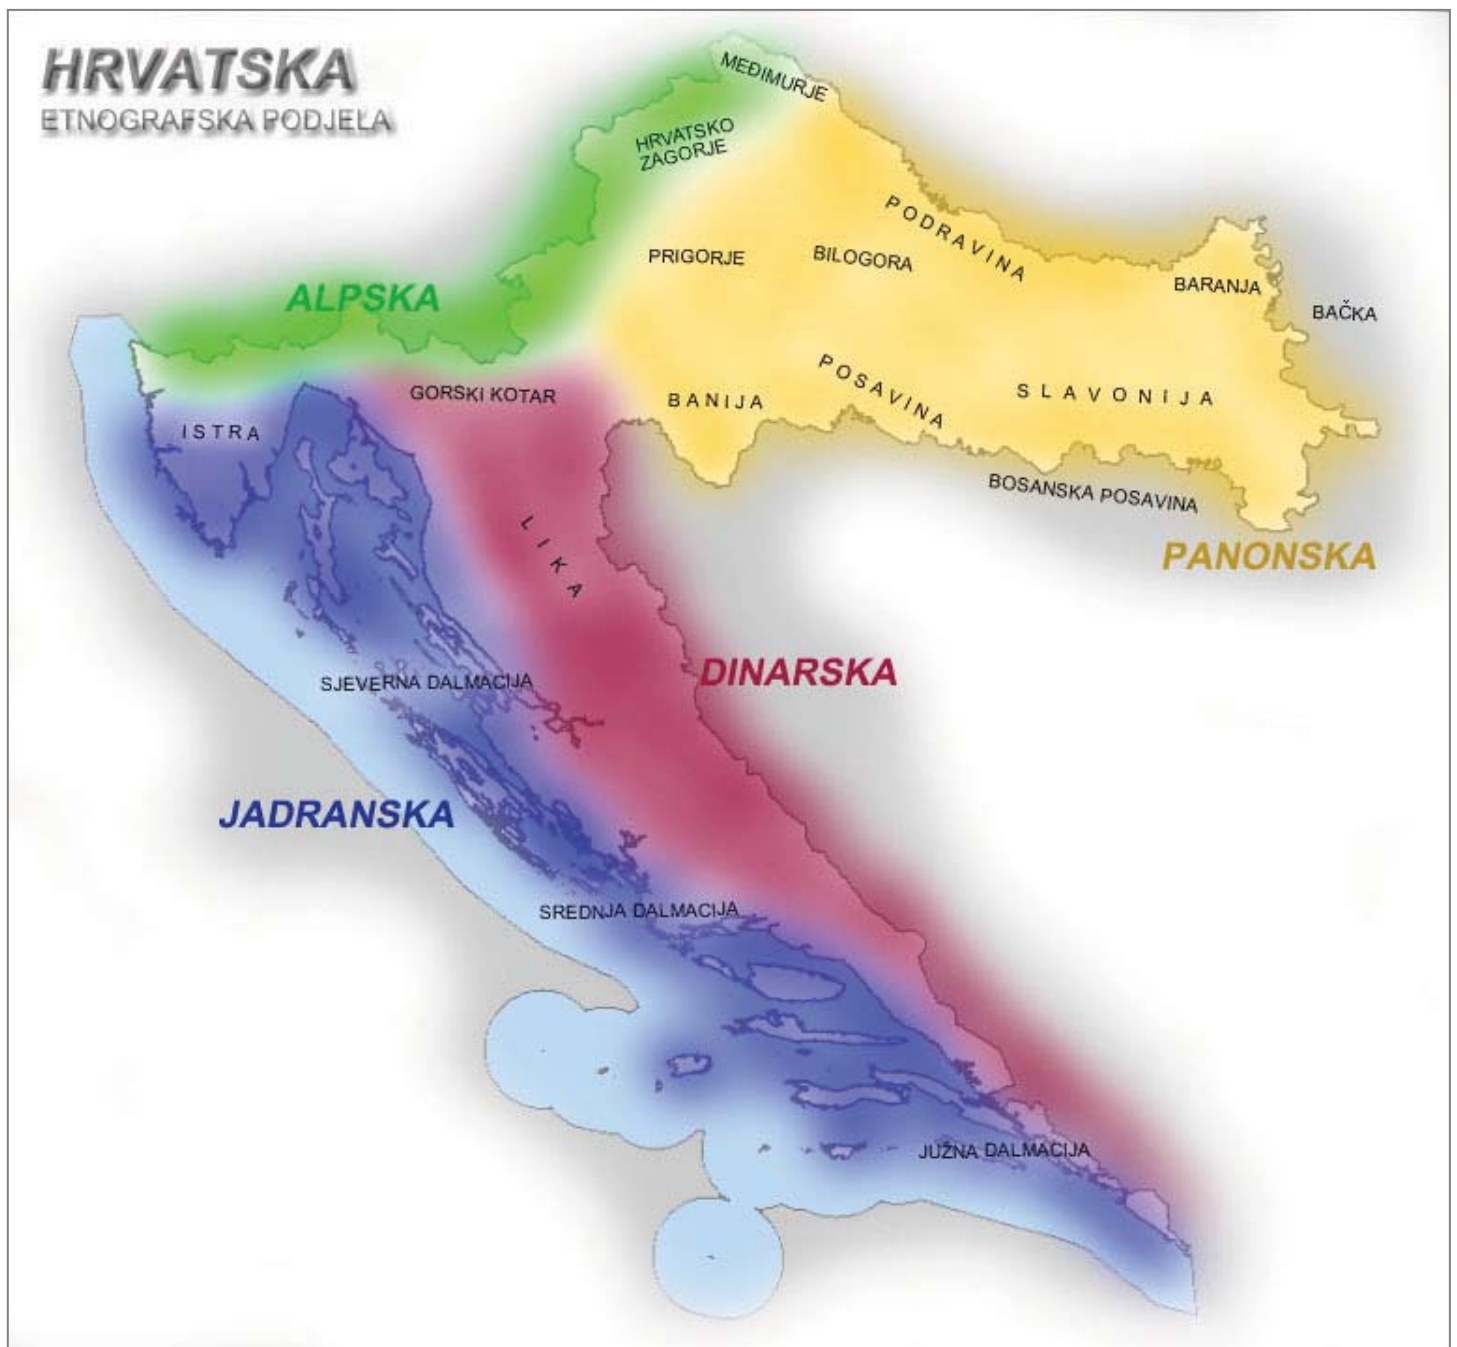 HRVATSKA
ETNOGRAFSKA PODJELA
MEĐIMURJE
HRVATSKO
ZAGORJE
PODRAVINA
PRIGORJE
BILOGORA
BARANJA
ALPSKA
BAČKA
GORSKI KOTAR
BANIJA
POSAVINA
SLAVONIJA
ISTRA
BOSANSKA POSAVINA
LIKA
PANONSKA
SJEVERNA DALMACIJA
DINARSKA
JADRANSKA
SREDNJA DALMACIJA
JUŽNA DALMACIJA